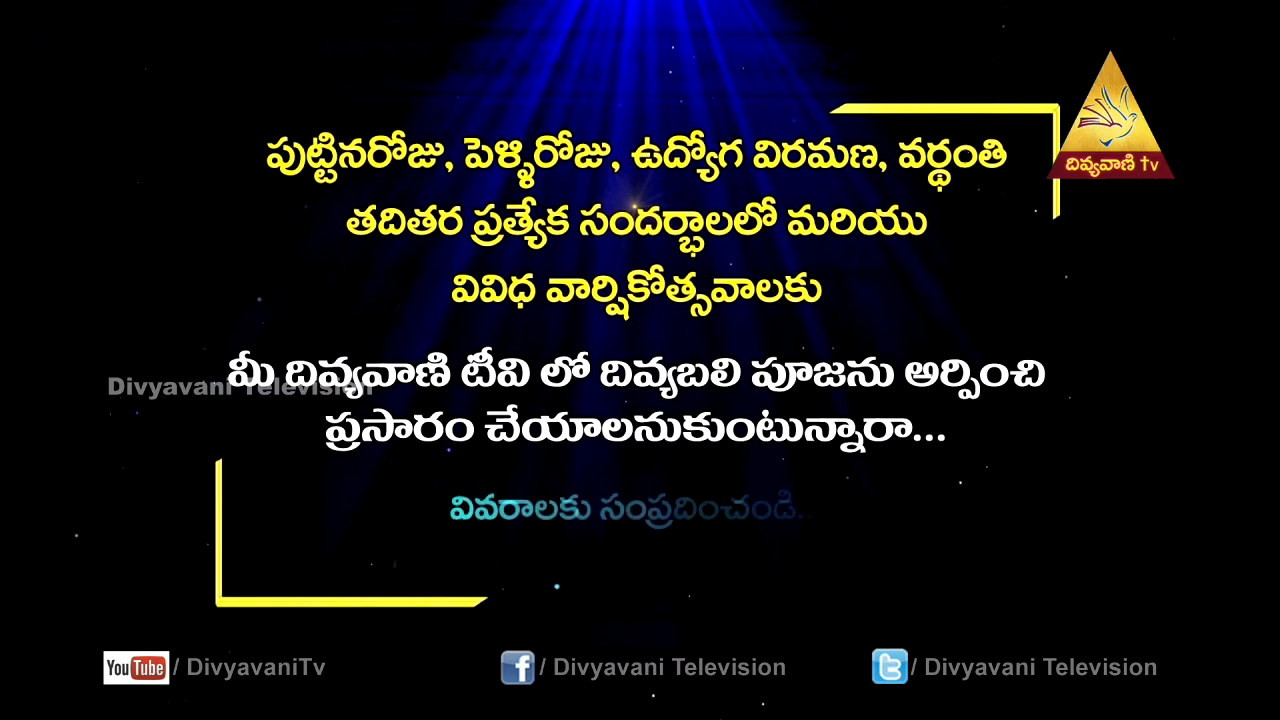 పుట్టినరోజు, పెళ్ళిరోజు, ఉద్యోగ విరమణ, వర్థంతి
దివ్యవాణి tv
తదితర ప్రత్యేక సందర్భాలలో మరియు
వివిధ వార్షికోత్సవాలకు
మీ దివ్యవాణి టీవి లో దివ్యబలి పూజను అర్పించి
Divyavani Television
ప్రసారం చేయాలనుకుంటున్నారా...
వివరాలకు సంప్రదించండి..
YouTube / DivyavaniTv
f / Divyavani Television
t / Divyavani Television